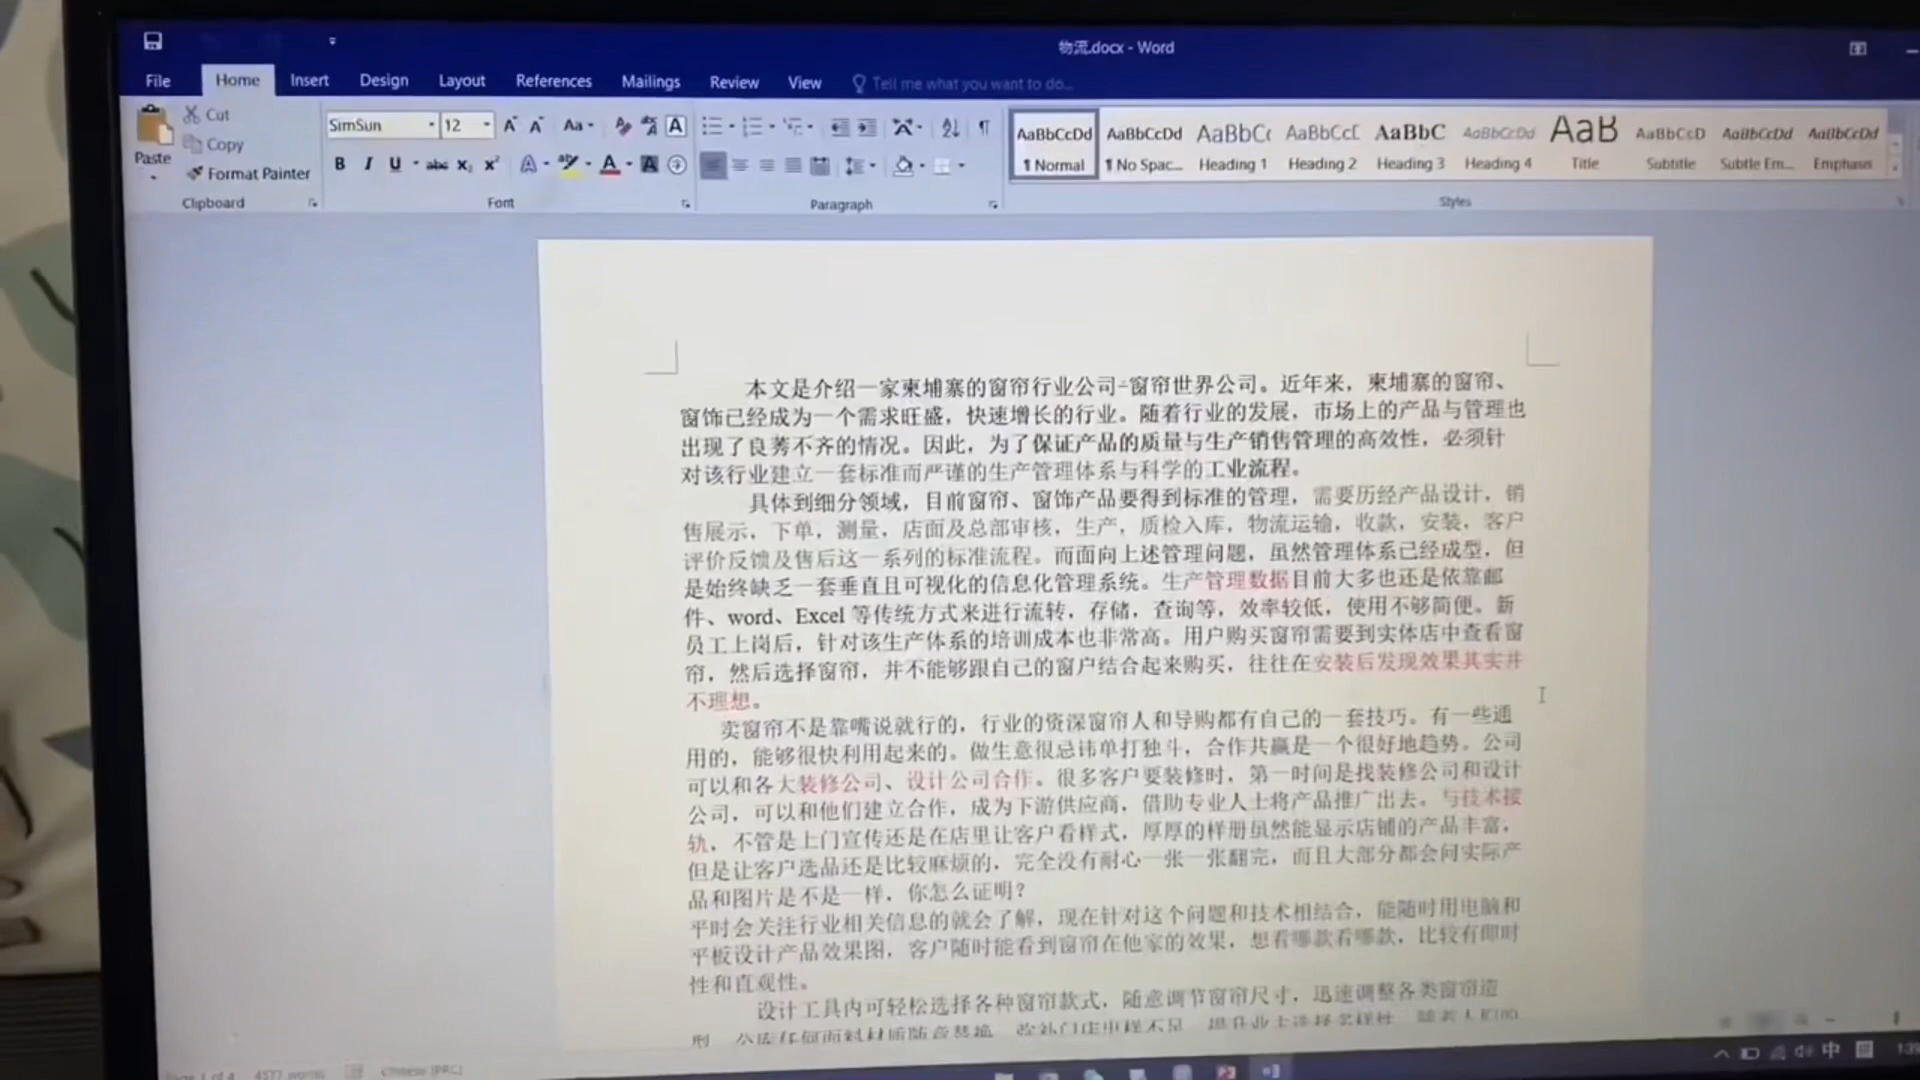 物流.docx - Word
File Home Insert Design Layout References Mailings Review View Tell me what you want to do...
Paste Cut
Copy
Format Painter
SimSun 12
Clipboard Font Paragraph Styles
AaBbCcDd AaBbCcDd AaBbC AaBbCcD AaBbC AaBbCcDd AaB AaBbCcD AaBbCcDd AaBbCcDd
¶ Normal ¶ No Spac... Heading 1 Heading 2 Heading 3 Heading 4 Title Subtitle Subtle Em... Emphasis
本文是介绍一家柬埔寨的窗帘行业公司-窗帘世界公司。近年来，柬埔寨的窗帘、
窗饰已经成为一个需求旺盛，快速增长的行业。随着行业的发展，市场上的产品与管理也
出现了良莠不齐的情况。因此，为了保证产品的质量与生产销售管理的高效性，必须针
对该行业建立一套标准而严谨的生产管理体系与科学的工业流程。
具体到细分领域，目前窗帘、窗饰产品要得到标准的管理，需要历经产品设计，销
售展示，下单，测量，店面及总部审核，生产，质检入库，物流运输，收款，安装，客户
评价反馈及售后这一系列的标准流程。而面向上述管理问题，虽然管理体系已经成型，但
是始终缺乏一套垂直且可视化的信息化管理系统。生产管理数据目前大多也还是依靠邮
件、word、Excel 等传统方式来进行流转，存储，查询等，效率较低，使用不够简便。新
员工上岗后，针对该生产体系的培训成本也非常高。用户购买窗帘需要到实体店中查看窗
帘，然后选择窗帘，并不能够跟自己的窗户结合起来购买，往往在安装后发现效果其实并
不理想。
卖窗帘不是靠嘴说就行的，行业的资深窗帘人和导购都有自己的一套技巧。有一些通
用的，能够很快利用起来的。做生意很忌讳单打独斗，合作共赢是一个很好地趋势。公司
可以和各大装修公司、设计公司合作。很多客户要装修时，第一时间是找装修公司和设计
公司，可以和他们建立合作，成为下游供应商，借助专业人士将产品推广出去。与技术接
轨，不管是上门宣传还是在店里让客户看样式，厚厚的样册虽然能显示店铺的产品丰富，
但是让客户选品还是比较麻烦的，完全没有耐心一张一张翻完，而且大部分都会问实际产
品和图片是不是一样，你怎么证明？
平时会关注行业相关信息的就会了解，现在针对这个问题和技术相结合，能随时用电脑和
平板设计产品效果图，客户随时能看到窗帘在他家的效果，想看哪款看哪款，比较有即时
性和直观性。
设计工具内可轻松选择各种窗帘款式，随意调节窗帘尺寸，迅速调整各类窗帘造
Page 1 of 4 4577 words Chinese (PRC)
中